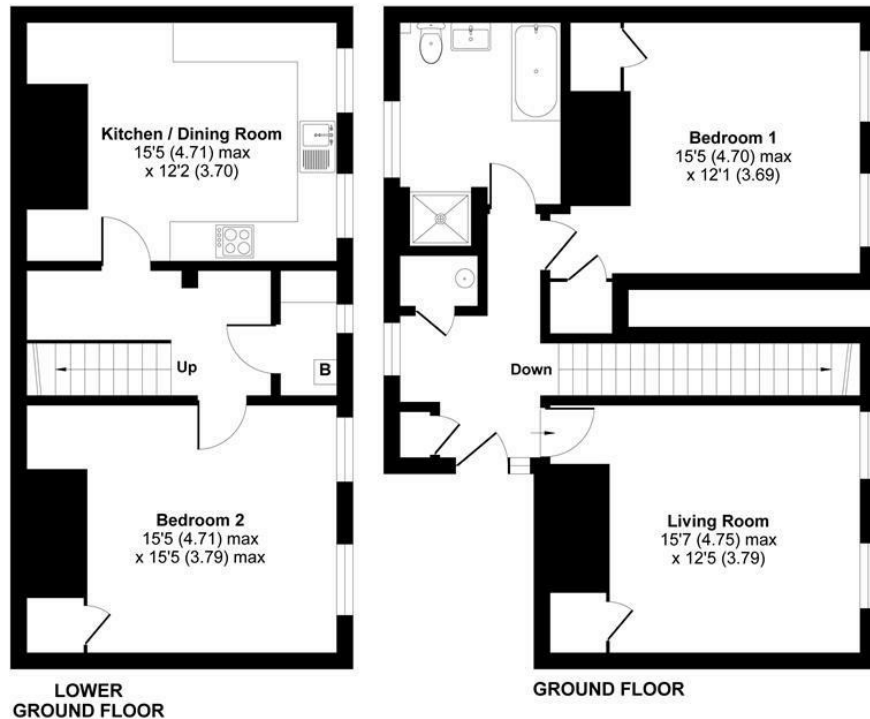 Kitchen / Dining Room
15'5 (4.71) max
x 12'2 (3.70)
Up
B
Bedroom 2
15'5 (4.71) max
x 15'5 (3.79) max
LOWER
GROUND FLOOR
Bedroom 1
15'5 (4.70) max
x 12'1 (3.69)
Down
Living Room
15'7 (4.75) max
x 12'5 (3.79)
GROUND FLOOR